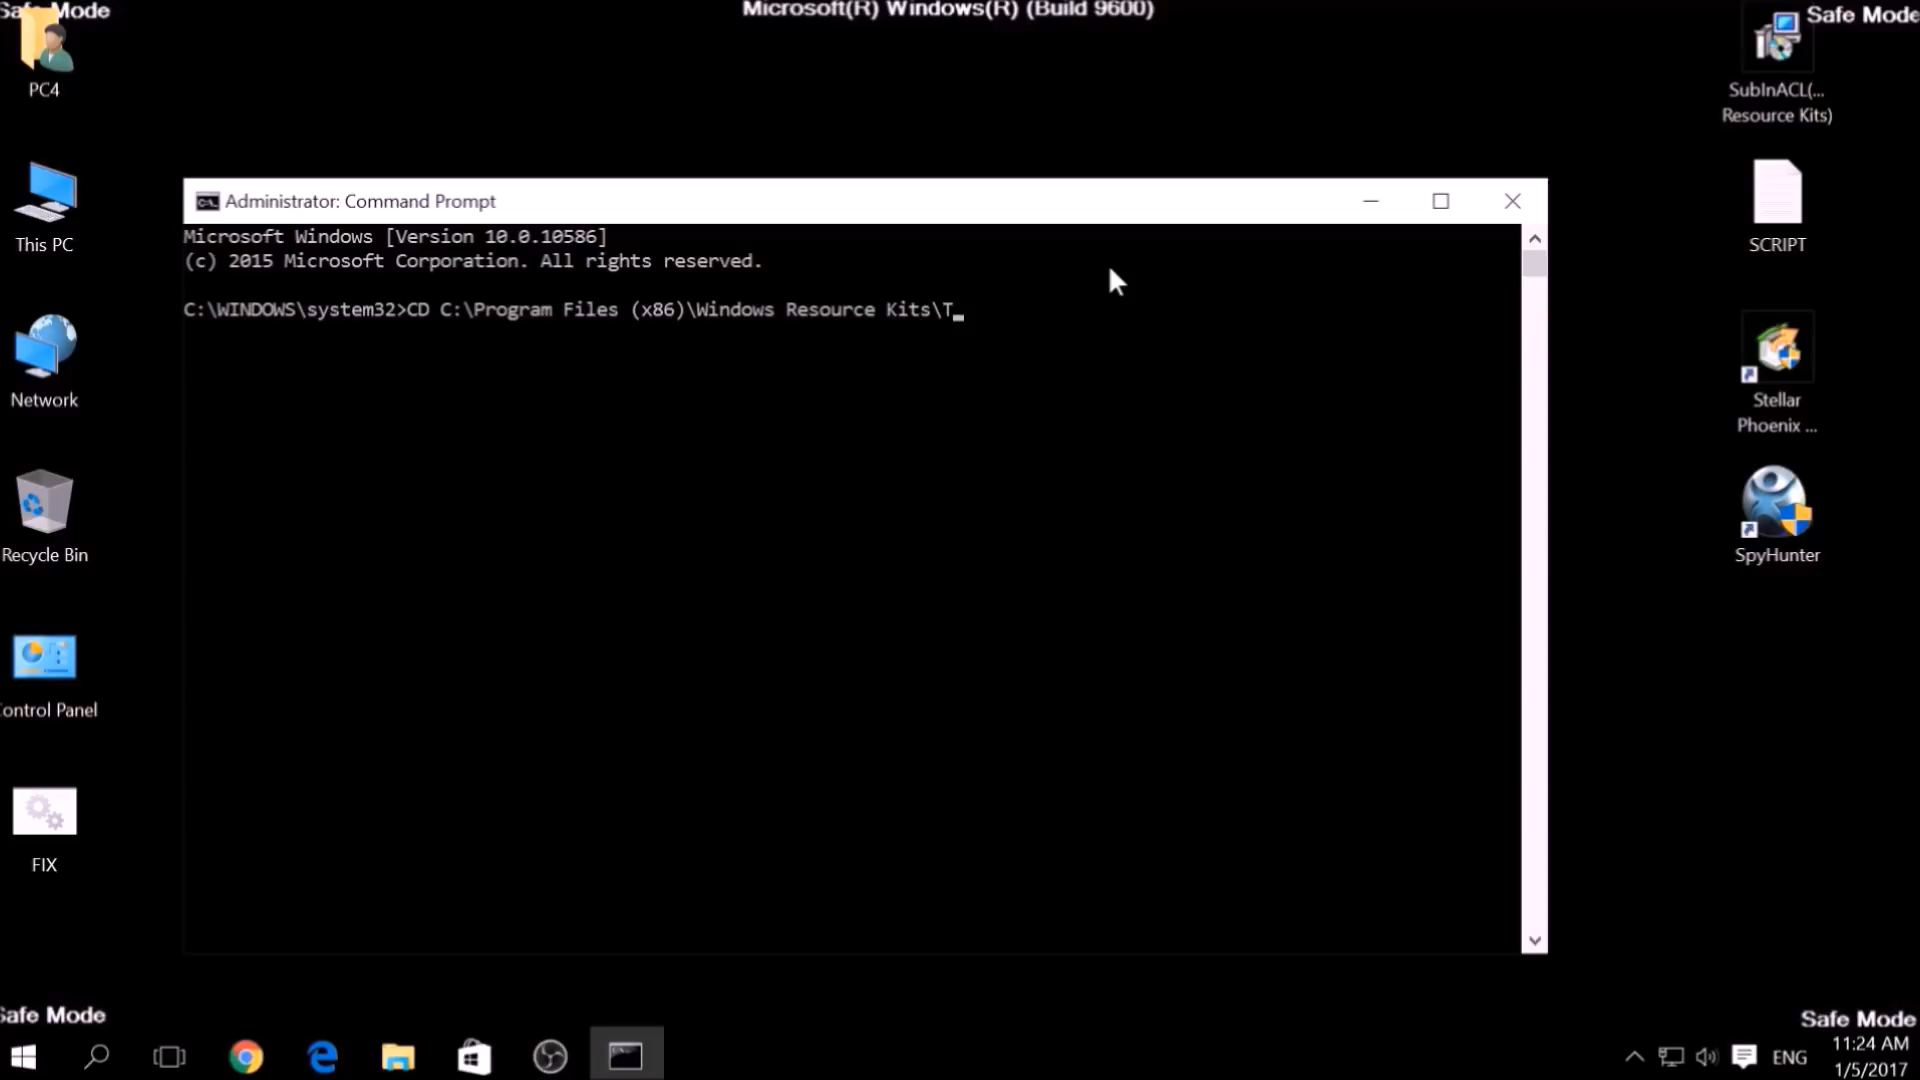 Safe Mode
Microsoft(R) Windows(R) (Build 9600)
Safe Mode
PC4
This PC
Network
Recycle Bin
ontrol Panel
FIX
SubInACL(...
Resource Kits)
SCRIPT
Stellar
Phoenix ...
SpyHunter
Administrator: Command Prompt
Microsoft Windows [Version 10.0.10586]
(c) 2015 Microsoft Corporation. All rights reserved.
C:\WINDOWS\system32>CD C:\Program Files (x86)\Windows Resource Kits\T_
Safe Mode
Safe Mode
ENG
11:24 AM
1/5/2017